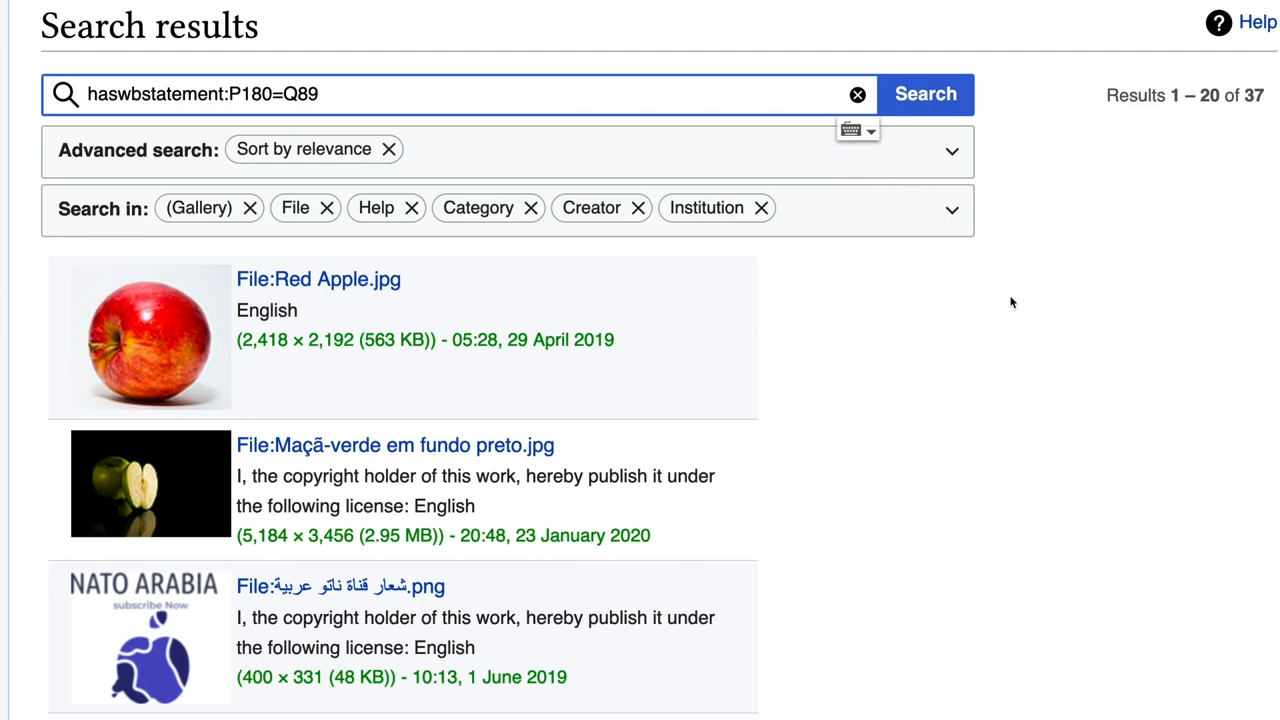 Search results
? Help
haswbstatement:P180=Q89
Search
Results 1 – 20 of 37
Advanced search: Sort by relevance
Search in: (Gallery) File Help Category Creator Institution
File:Red Apple.jpg
English
(2,418 × 2,192 (563 KB)) - 05:28, 29 April 2019
File:Maçã-verde em fundo preto.jpg
I, the copyright holder of this work, hereby publish it under
the following license: English
(5,184 × 3,456 (2.95 MB)) - 20:48, 23 January 2020
NATO ARABIA
subscribe Now
File:شعار قناة ناتو عربية.png
I, the copyright holder of this work, hereby publish it under
the following license: English
(400 × 331 (48 KB)) - 10:13, 1 June 2019